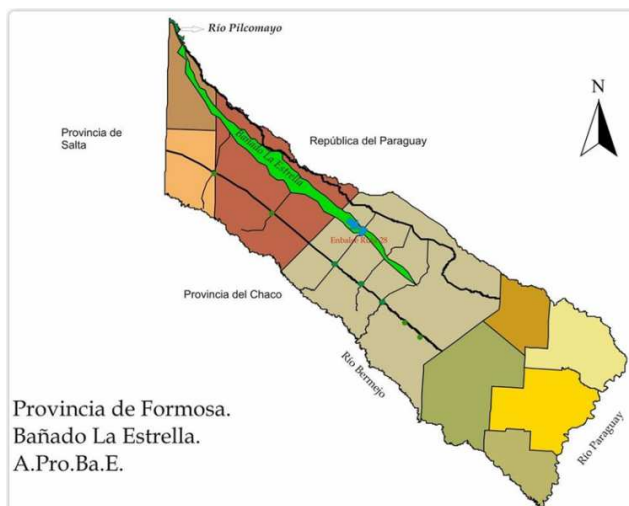 Río Pilcomayo
N
Provincia de
Salta
República del Paraguay
Bañado La Estrella
Provincia del Chaco
Río Bermejo
Río Paraguay
Provincia de Formosa.
Bañado La Estrella.
A.Pro.Ba.E.